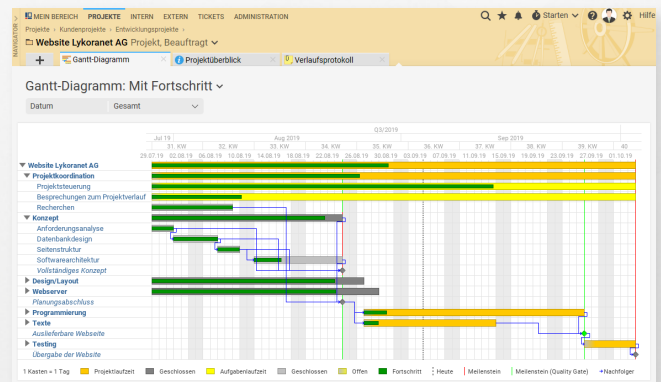 NAVIGATOR
MEIN BEREICH PROJEKTE INTERN EXTERN TICKETS ADMINISTRATION Starten Hilfe
Projekte › Kundenprojekte › Entwicklungsprojekte ›
Website Lykoranet AG Projekt, Beauftragt
+ Gantt-Diagramm × Projektüberblick × Verlaufsprotokoll ×
Gantt-Diagramm: Mit Fortschritt
Datum Gesamt
Q3/2019
Jul 19 Aug 2019 Sep 2019
31. KW 32. KW 33. KW 34. KW 35. KW 36. KW 37. KW 38. KW 39. KW 40
29.07.19 02.08.19 06.08.19 10.08.19 14.08.19 18.08.19 22.08.19 26.08.19 30.08.19 03.09.19 07.09.19 11.09.19 15.09.19 19.09.19 23.09.19 27.09.19 01.10.19
Website Lykoranet AG
Projektkoordination
Projektsteuerung
Besprechungen zum Projektverlauf
Recherchen
Konzept
Anforderungsanalyse
Datenbankdesign
Seitenstruktur
Softwarearchitektur
Vollständiges Konzept
Design/Layout
Webserver
Planungsabschluss
Programmierung
Texte
Auslieferbare Webseite
Testing
Übergabe der Website
1 Kasten = 1 Tag Projektlaufzeit Geschlossen Aufgabenlaufzeit Geschlossen Offen Fortschritt Heute Meilenstein Meilenstein (Quality Gate) Nachfolger